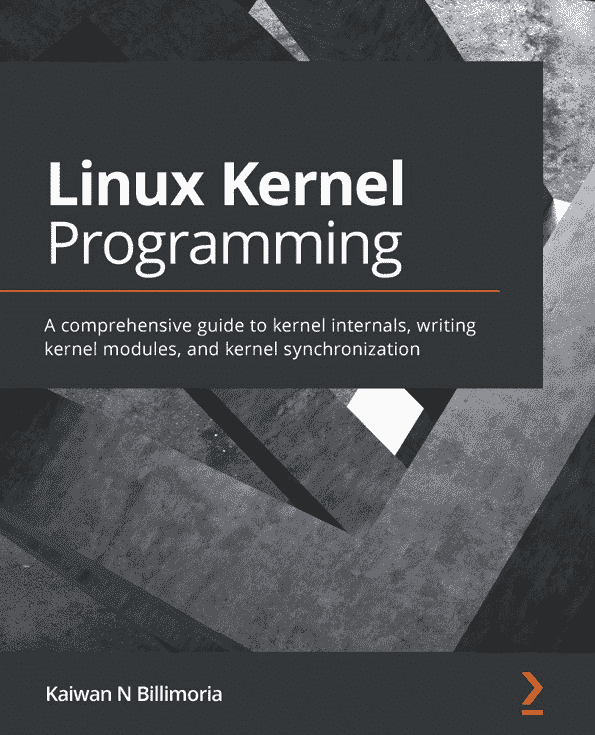 Linux Kernel
Programming
A comprehensive guide to kernel internals, writing
kernel modules, and kernel synchronization
Kaiwan N Billimoria